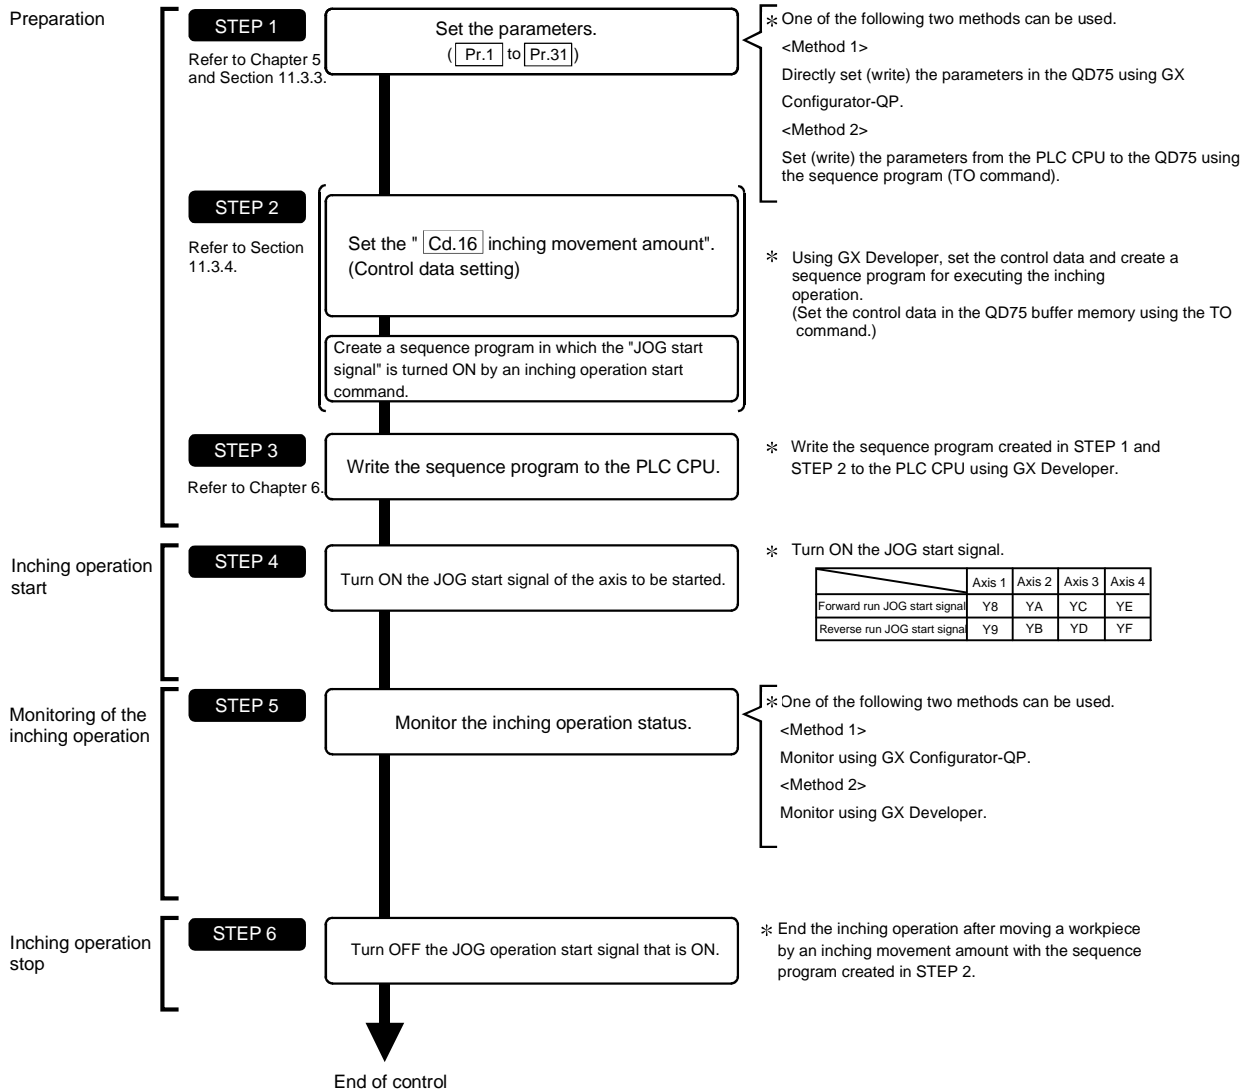 Preparation
STEP 1
Refer to Chapter 5
and Section 11.3.3.
Set the parameters.
( Pr.1 to Pr.31 )
* One of the following two methods can be used.
<Method 1>
Directly set (write) the parameters in the QD75 using GX
Configurator-QP.
<Method 2>
Set (write) the parameters from the PLC CPU to the QD75 using
the sequence program (TO command).
STEP 2
Refer to Section
11.3.4.
Set the " Cd.16 inching movement amount".
(Control data setting)
Create a sequence program in which the "JOG start
signal" is turned ON by an inching operation start
command.
* Using GX Developer, set the control data and create a
sequence program for executing the inching
operation.
(Set the control data in the QD75 buffer memory using the TO
command.)
STEP 3
Refer to Chapter 6.
Write the sequence program to the PLC CPU.
* Write the sequence program created in STEP 1 and
STEP 2 to the PLC CPU using GX Developer.
Inching operation
start
STEP 4
Turn ON the JOG start signal of the axis to be started.
* Turn ON the JOG start signal.
Axis 1 Axis 2 Axis 3 Axis 4
Forward run JOG start signal Y8 YA YC YE
Reverse run JOG start signal Y9 YB YD YF
Monitoring of the
inching operation
STEP 5
Monitor the inching operation status.
* One of the following two methods can be used.
<Method 1>
Monitor using GX Configurator-QP.
<Method 2>
Monitor using GX Developer.
Inching operation
stop
STEP 6
Turn OFF the JOG operation start signal that is ON.
* End the inching operation after moving a workpiece
by an inching movement amount with the sequence
program created in STEP 2.
End of control